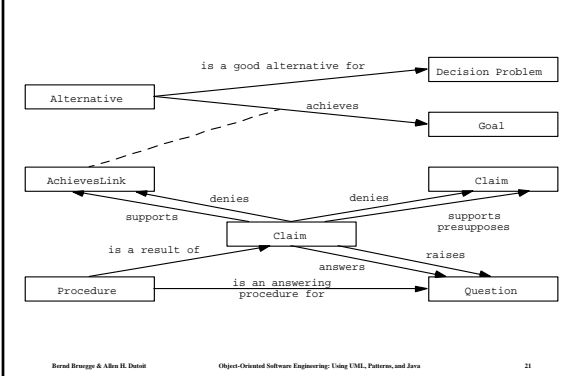 is a good alternative for
Decision Problem
Alternative
achieves
Goal
AchievesLink
Claim
denies
denies
supports
supports
presupposes
Claim
is a result of
raises
answers
Procedure
is an answering
procedure for
Question
Bernd Bruegge & Allen H. Dutoit Object-Oriented Software Engineering: Using UML, Patterns, and Java 21